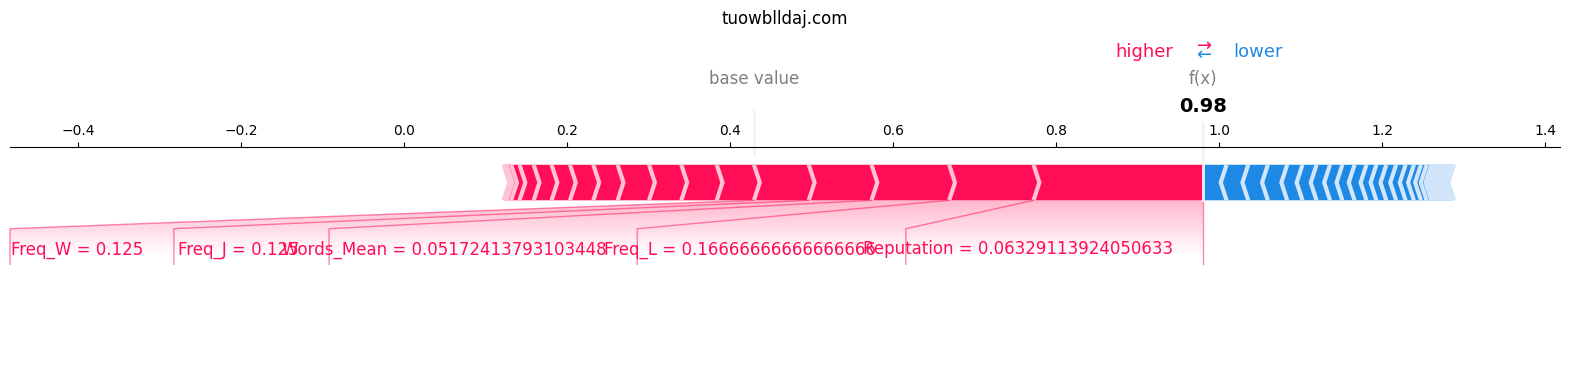 tuowblldaj.com
higher ⇄ lower
base value f(x)
0.98
−0.4 −0.2 0.0 0.2 0.4 0.6 0.8 1.0 1.2 1.4
Freq_W = 0.125 Freq_J = 0.125 Words_Mean = 0.05172413793103448 Freq_L = 0.16666666666666666 Reputation = 0.06329113924050633